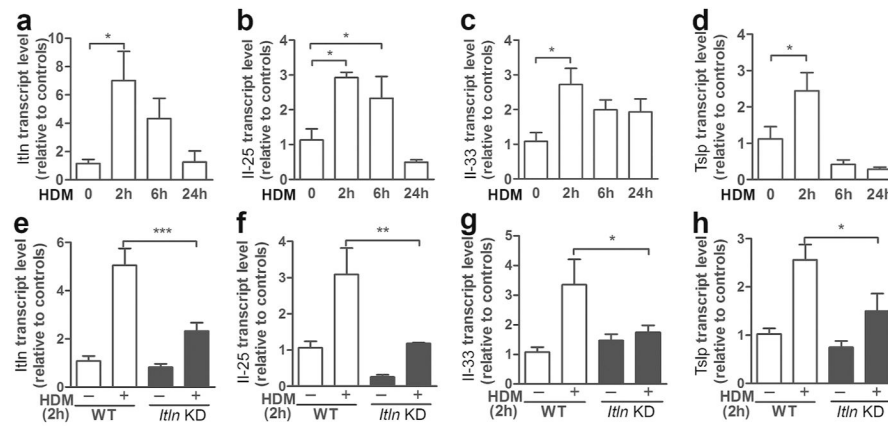 a
Itln transcript level
(relative to controls)
10
8
6
4
2
0
*
HDM 0 2h 6h 24h
b
Il-25 transcript level
(relative to controls)
4
3
2
1
0
*
*
HDM 0 2h 6h 24h
c
Il-33 transcript level
(relative to controls)
4
3
2
1
0
*
HDM 0 2h 6h 24h
d
Tslp transcript level
(relative to controls)
4
3
2
1
0
*
HDM 0 2h 6h 24h
e
Itln transcript level
(relative to controls)
6
4
2
0
***
HDM − + − +
(2h) WT Itln KD
f
Il-25 transcript level
(relative to controls)
4
3
2
1
0
**
HDM − + − +
(2h) WT Itln KD
g
Il-33 transcript level
(relative to controls)
5
4
3
2
1
0
*
HDM − + − +
(2h) WT Itln KD
h
Tslp transcript level
(relative to controls)
3
2
1
0
*
HDM − + − +
(2h) WT Itln KD